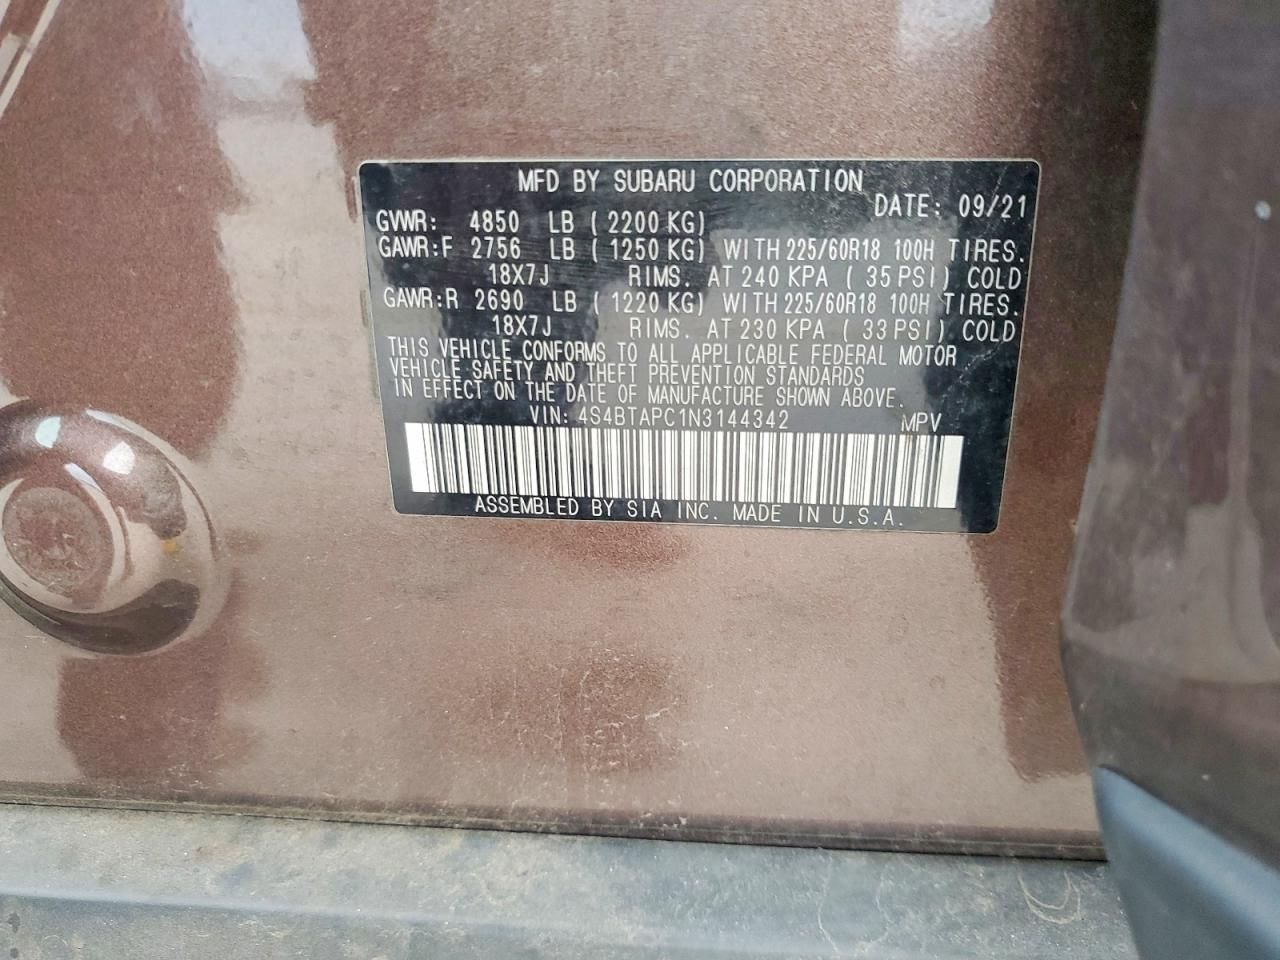 MFD BY SUBARU CORPORATION
DATE: 09/21
GVWR: 4850 LB ( 2200 KG)
GAWR:F 2756 LB ( 1250 KG) WITH 225/60R18 100H TIRES.
18X7J RIMS. AT 240 KPA ( 35 PSI) COLD
GAWR:R 2690 LB ( 1220 KG) WITH 225/60R18 100H TIRES.
18X7J RIMS. AT 230 KPA ( 33 PSI) COLD
THIS VEHICLE CONFORMS TO ALL APPLICABLE FEDERAL MOTOR
VEHICLE SAFETY AND THEFT PREVENTION STANDARDS
IN EFFECT ON THE DATE OF MANUFACTURE SHOWN ABOVE.
VIN: 4S4BTAPC1N3144342 MPV
ASSEMBLED BY SIA INC. MADE IN U.S.A.